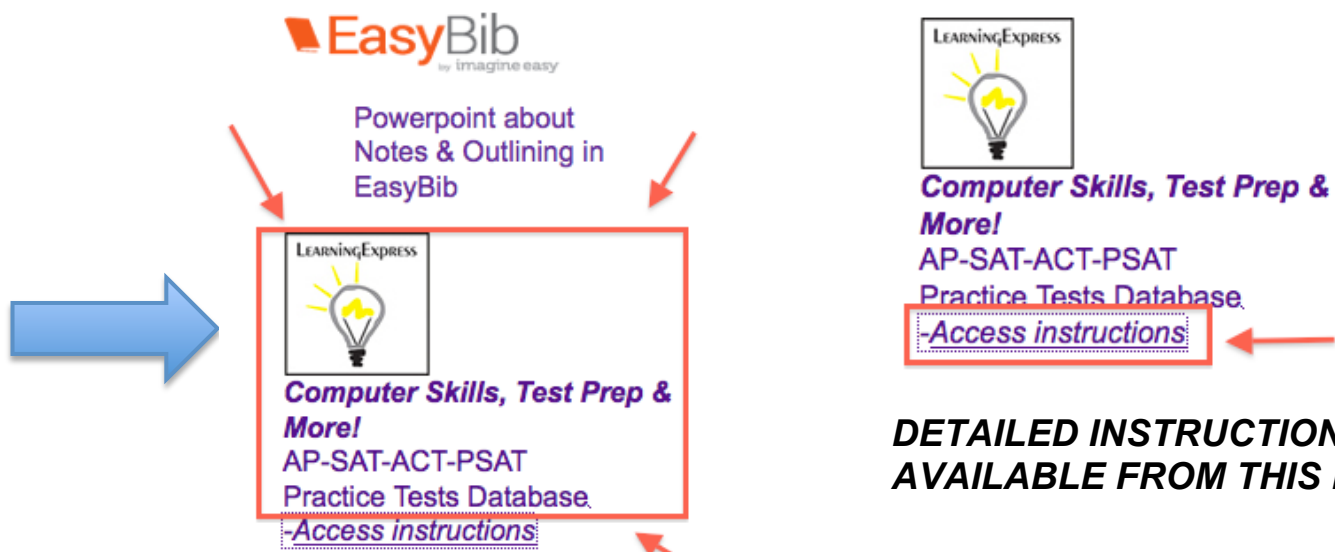 EasyBib
by imagine easy
Powerpoint about
Notes & Outlining in
EasyBib
LEARNINGEXPRESS
Computer Skills, Test Prep &
More!
AP-SAT-ACT-PSAT
Practice Tests Database
-Access instructions
LEARNINGEXPRESS
Computer Skills, Test Prep &
More!
AP-SAT-ACT-PSAT
Practice Tests Database
-Access instructions
DETAILED INSTRUCTION
AVAILABLE FROM THIS